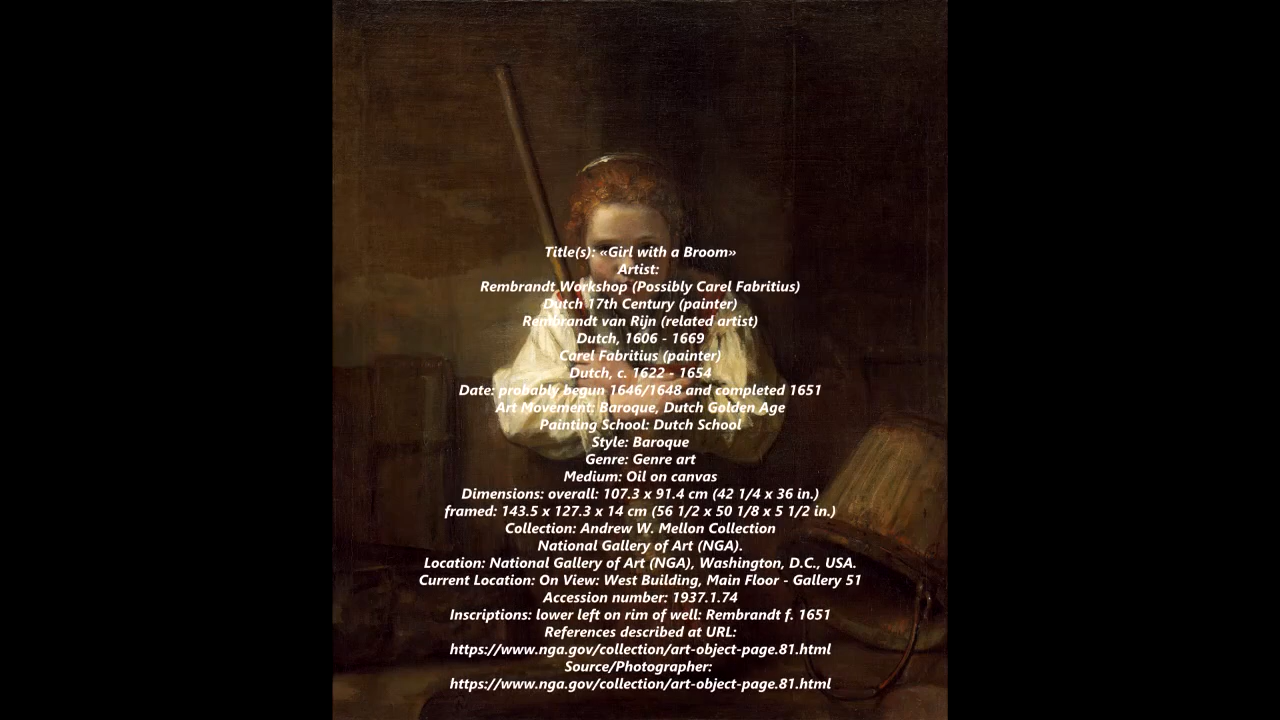 Title(s): «Girl with a Broom»
Artist:
Rembrandt Workshop (Possibly Carel Fabritius)
Dutch 17th Century (painter)
Rembrandt van Rijn (related artist)
Dutch, 1606 - 1669
Carel Fabritius (painter)
Dutch, c. 1622 - 1654
Date: probably begun 1646/1648 and completed 1651
Art Movement: Baroque, Dutch Golden Age
Painting School: Dutch School
Style: Baroque
Genre: Genre art
Medium: Oil on canvas
Dimensions: overall: 107.3 x 91.4 cm (42 1/4 x 36 in.)
framed: 143.5 x 127.3 x 14 cm (56 1/2 x 50 1/8 x 5 1/2 in.)
Collection: Andrew W. Mellon Collection
National Gallery of Art (NGA).
Location: National Gallery of Art (NGA), Washington, D.C., USA.
Current Location: On View: West Building, Main Floor - Gallery 51
Accession number: 1937.1.74
Inscriptions: lower left on rim of well: Rembrandt f. 1651
References described at URL:
https://www.nga.gov/collection/art-object-page.81.html
Source/Photographer:
https://www.nga.gov/collection/art-object-page.81.html